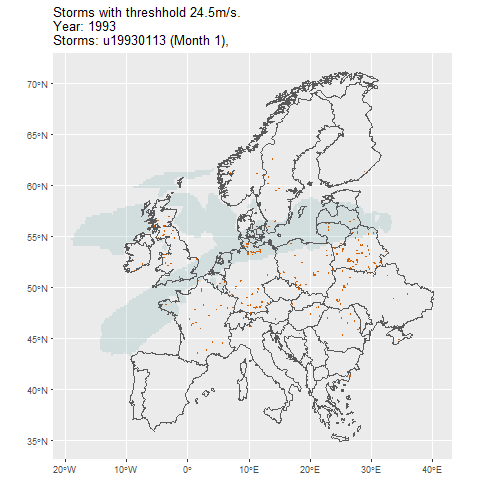 Storms with threshhold 24.5m/s.
Year: 1993
Storms: u19930113 (Month 1),
70°N
65°N
60°N
55°N
50°N
45°N
40°N
35°N
20°W
10°W
0°
10°E
20°E
30°E
40°E